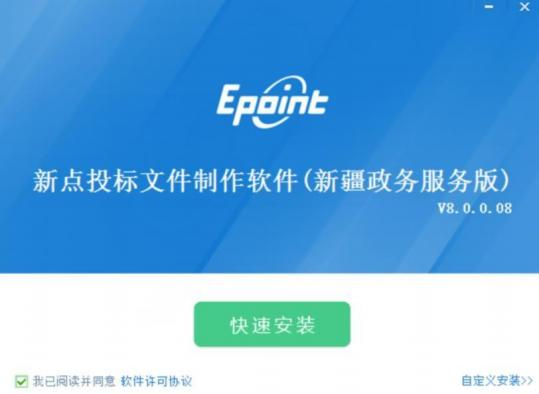 Epoint
新点投标文件制作软件(新疆政务服务版)
V8.0.0.08
快速安装
我已阅读并同意 软件许可协议
自定义安装>>